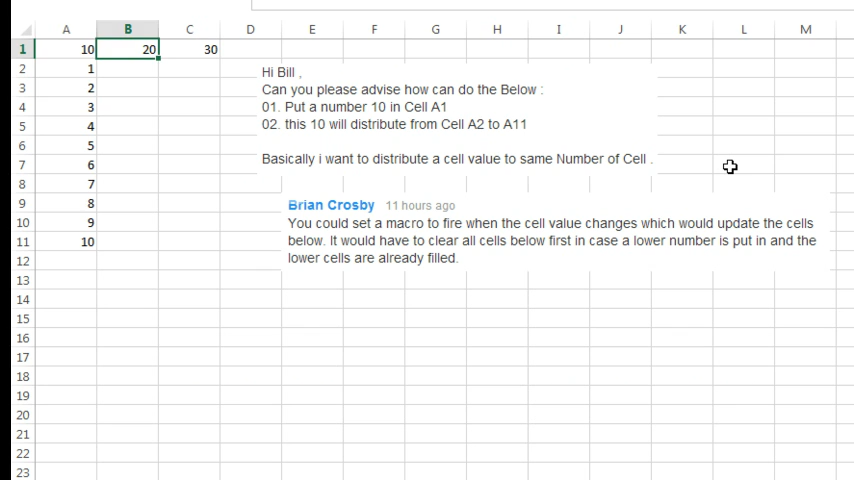 A B C D E F G H I J K L M
1 10 20 30
2 1
Hi Bill ,
3 2
Can you please advise how can do the Below :
4 3
01. Put a number 10 in Cell A1
5 4
02. this 10 will distribute from Cell A2 to A11
6 5
7 6
Basically i want to distribute a cell value to same Number of Cell .
8 7
9 8
Brian Crosby 11 hours ago
10 9
You could set a macro to fire when the cell value changes which would update the cells
11 10
below. It would have to clear all cells below first in case a lower number is put in and the
12
lower cells are already filled.
13
14
15
16
17
18
19
20
21
22
23